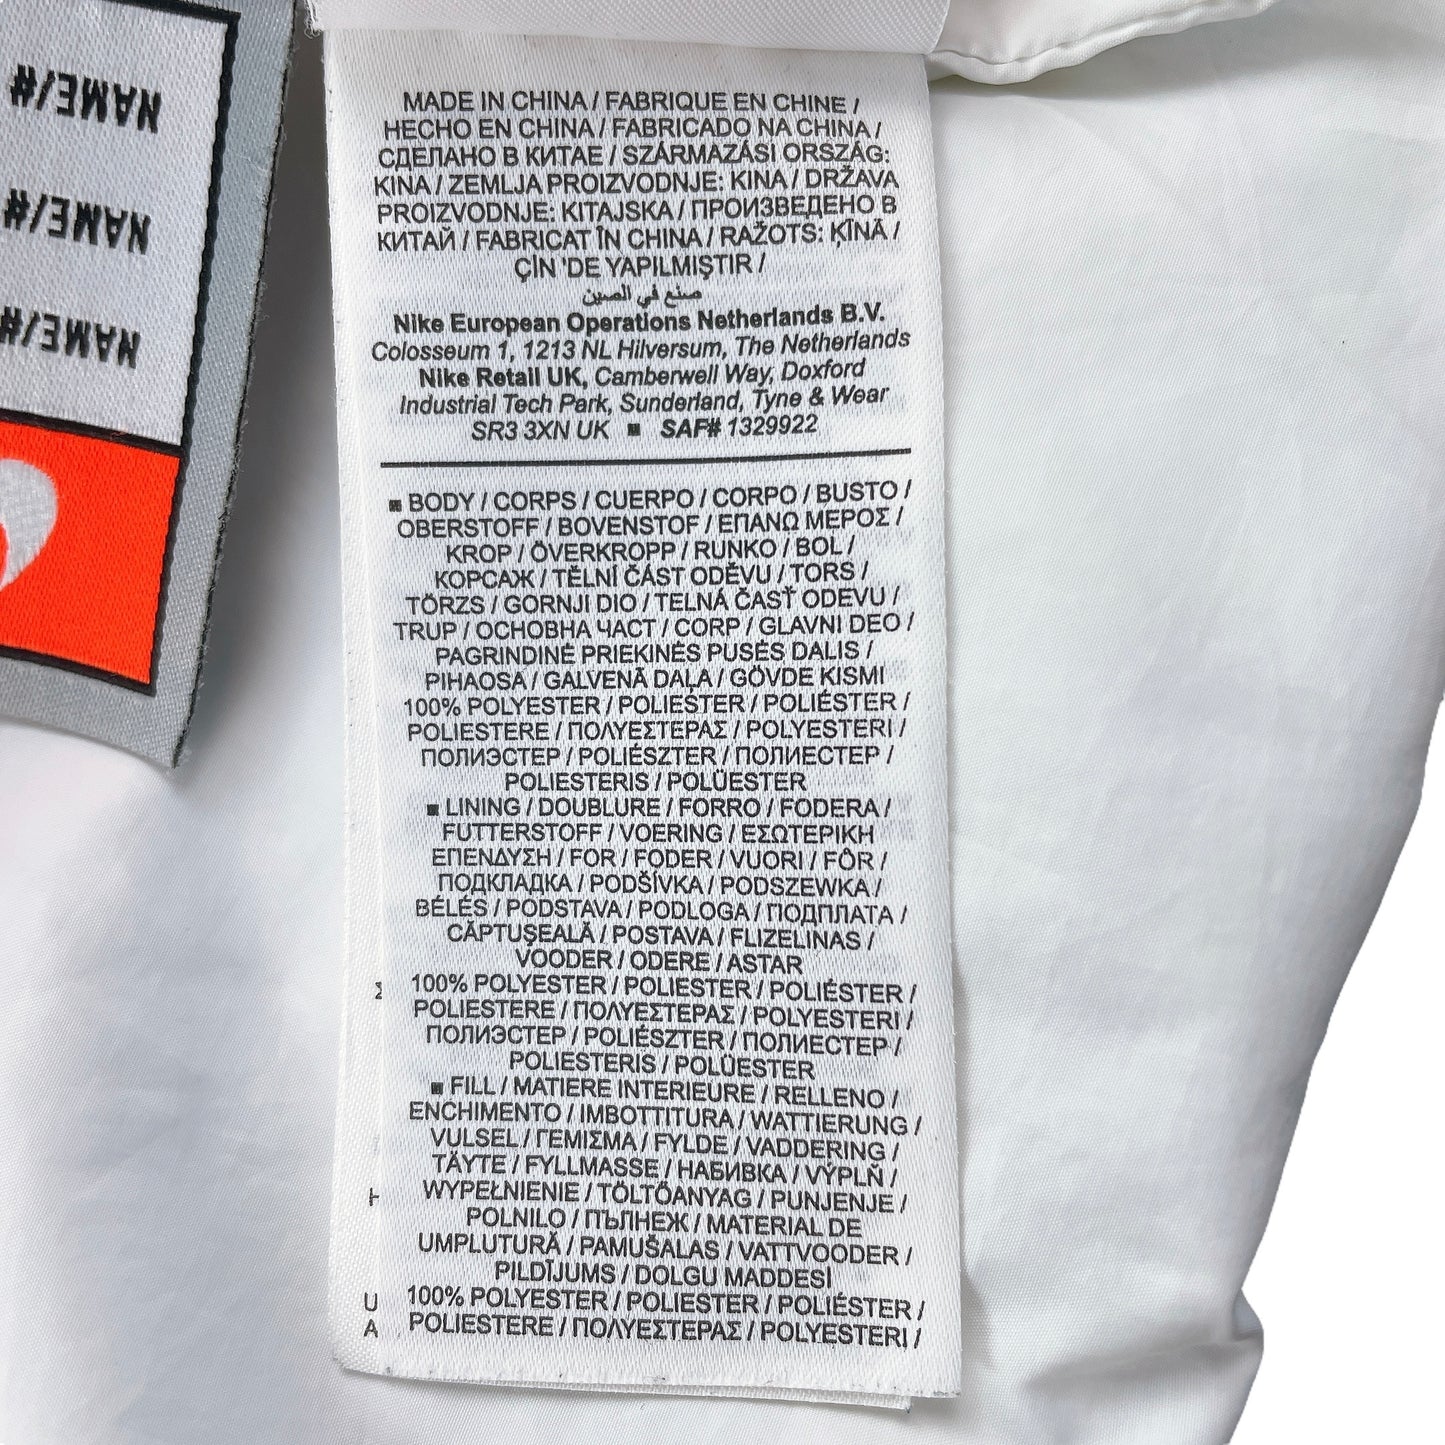 NAME/#
NAME/#
NAME/#
MADE IN CHINA / FABRIQUE EN CHINE /
HECHO EN CHINA / FABRICADO NA CHINA /
СДЕЛАНО В КИТАЕ / SZÁRMAZÁSI ORSZÁG:
KINA / ZEMLJA PROIZVODNJE: KINA / DRŽAVA
PROIZVODNJE: KITAJSKA / ПРОИЗВЕДЕНО В
КИТАЙ / FABRICAT ÎN CHINA / RAŽOTS: ĶĪNĀ /
ÇİN 'DE YAPILMIŞTIR /
صنع في الصين
Nike European Operations Netherlands B.V.
Colosseum 1, 1213 NL Hilversum, The Netherlands
Nike Retail UK, Camberwell Way, Doxford
Industrial Tech Park, Sunderland, Tyne & Wear
SR3 3XN UK ■ SAF# 1329922
■ BODY / CORPS / CUERPO / CORPO / BUSTO /
OBERSTOFF / BOVENSTOF / ΕΠΑΝΩ ΜΕΡΟΣ /
KROP / ÖVERKROPP / RUNKO / BOL /
КОРСАЖ / TĚLNÍ ČÁST ODĚVU / TORS /
TÖRZS / GORNJI DIO / TELNÁ ČASŤ ODEVU /
TRUP / ОСНОВНА ЧАСТ / CORP / GLAVNI DEO /
PAGRINDINĖ PRIEKINĖS PUSĖS DALIS /
PIHAOSA / GALVENĀ DAĻA / GÖVDE KISMI
100% POLYESTER / POLIESTER / POLIÉSTER /
POLIESTERE / ΠΟΛΥΕΣΤΕΡΑΣ / POLYESTERI /
ПОЛИЭСТЕР / POLIÉSZTER / ПОЛИЕСТЕР /
POLIESTERIS / POLÜESTER
■ LINING / DOUBLURE / FORRO / FODERA /
FUTTERSTOFF / VOERING / ΕΣΩΤΕΡΙΚΗ
ΕΠΕΝΔΥΣΗ / FOR / FODER / VUORI / FÔR /
ПОДКЛАДКА / PODŠÍVKA / PODSZEWKA /
BÉLÉS / PODSTAVA / PODLOGA / ПОДПЛАТА /
CĂPTUŞEALĂ / POSTAVA / FLIZELINAS /
VOODER / ODERE / ASTAR
100% POLYESTER / POLIESTER / POLIÉSTER /
POLIESTERE / ΠΟΛΥΕΣΤΕΡΑΣ / POLYESTERI /
ПОЛИЭСТЕР / POLIÉSZTER / ПОЛИЕСТЕР /
POLIESTERIS / POLÜESTER
■ FILL / MATIERE INTERIEURE / RELLENO /
ENCHIMENTO / IMBOTTITURA / WATTIERUNG /
VULSEL / ΓΕΜΙΣΜΑ / FYLDE / VADDERING /
TÄYTE / FYLLMASSE / НАБИВКА / VÝPLŇ /
WYPEŁNIENIE / TÖLTŐANYAG / PUNJENJE /
POLNILO / ПЪЛНЕЖ / MATERIAL DE
UMPLUTURĂ / PAMUŠALAS / VATTVOODER /
PILDĪJUMS / DOLGU MADDESİ
100% POLYESTER / POLIESTER / POLIÉSTER /
POLIESTERE / ΠΟΛΥΕΣΤΕΡΑΣ / POLYESTERI /
U
A